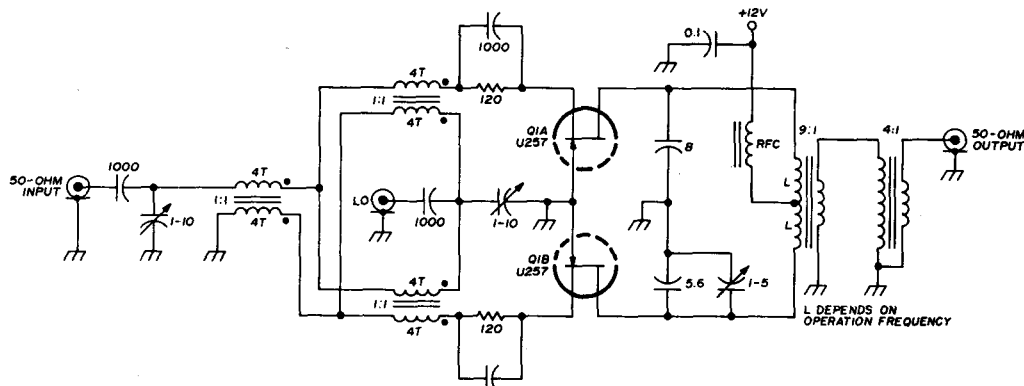 +12V
0.1
1000
4T
1:1
4T
120
Q1A
U257
8
RFC
9:1
4:1
50-OHM
OUTPUT
50-OHM
INPUT
1000
1-10
4T
1:1
4T
LO
1000
1-10
L
L
Q1B
U257
5.6
1-5
4T
1:1
4T
120
L DEPENDS ON
OPERATION FREQUENCY